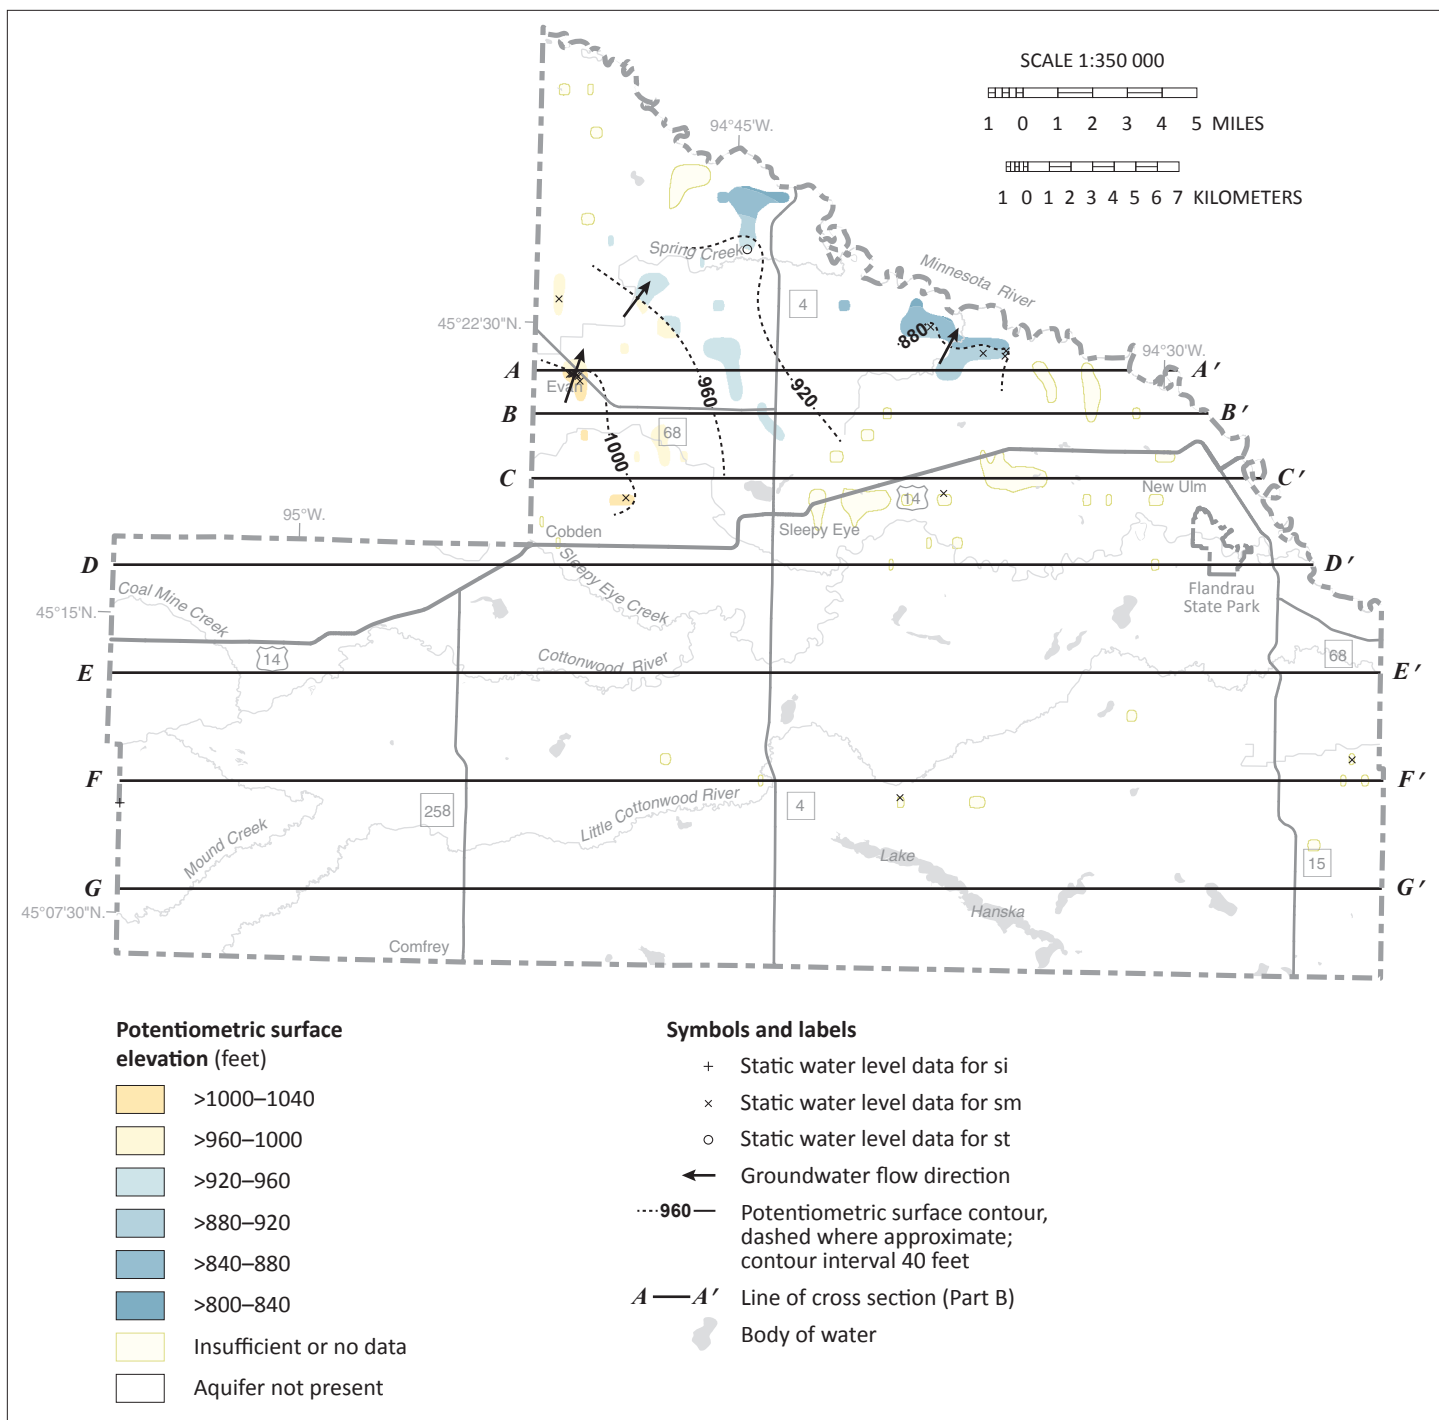 SCALE 1:350 000
1 0 1 2 3 4 5 MILES
1 0 1 2 3 4 5 6 7 KILOMETERS
94°45'W.
Spring Creek
Minnesota River
4
45°22'30"N.
880
94°30'W.
A A′
Evan
960
920
B B′
68
1000
C C′
14
New Ulm
95°W.
Cobden
Sleepy Eye
D D′
Coal Mine Creek
Sleepy Eye Creek
Flandrau
State Park
45°15'N.
14
Cottonwood River
68
E E′
F F′
258
Little Cottonwood River
4
Mound Creek
Lake
15
G G′
45°07'30"N.
Hanska
Comfrey
Potentiometric surface
elevation (feet)
>1000–1040
>960–1000
>920–960
>880–920
>840–880
>800–840
Insufficient or no data
Aquifer not present
Symbols and labels
Static water level data for si
Static water level data for sm
Static water level data for st
Groundwater flow direction
960 Potentiometric surface contour,
dashed where approximate;
contour interval 40 feet
A A′ Line of cross section (Part B)
Body of water